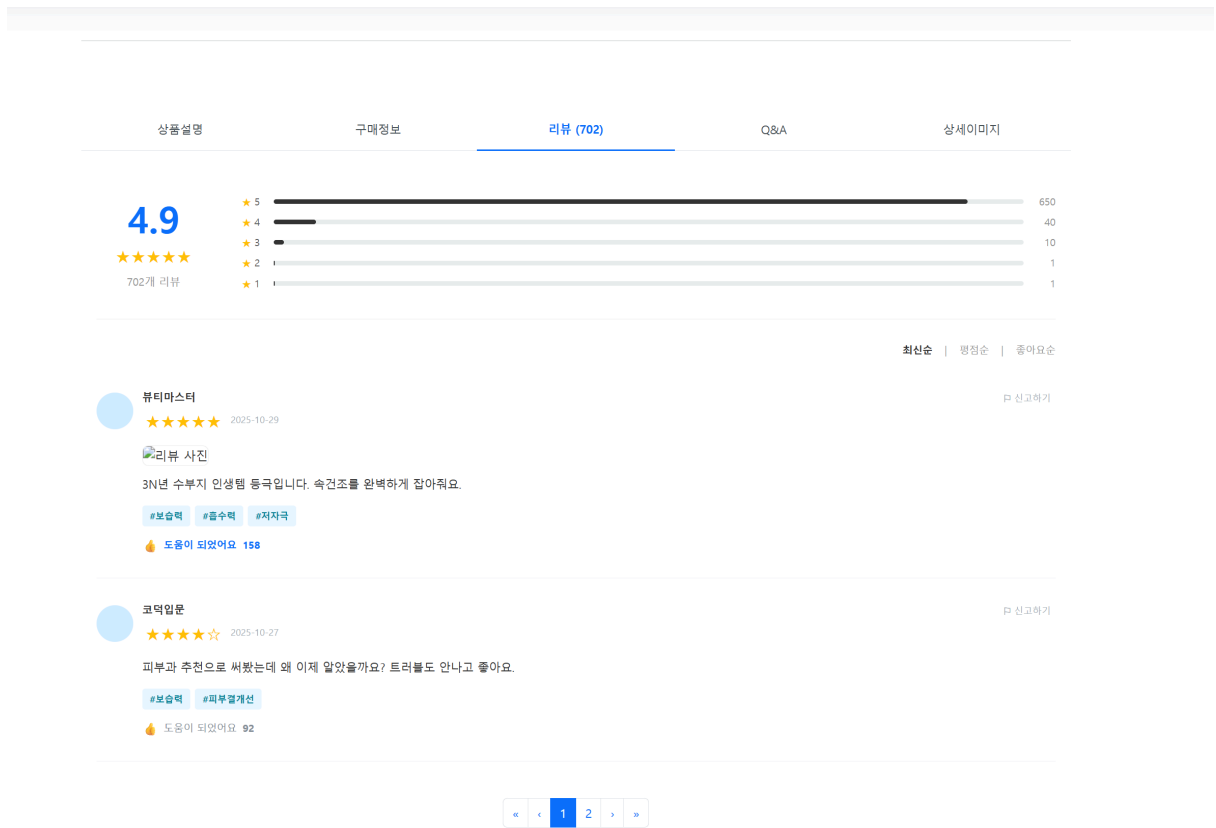 상품설명 구매정보 리뷰 (702) Q&A 상세이미지
4.9
★★★★★
702개 리뷰
★ 5 650
★ 4 40
★ 3 10
★ 2 1
★ 1 1
최신순 | 평점순 | 좋아요순
뷰티마스터 신고하기
★★★★★ 2025-10-29
리뷰 사진
3N년 수부지 인생템 등극입니다. 속건조를 완벽하게 잡아줘요.
#보습력 #흡수력 #저자극
👍 도움이 되었어요 158
코덕입문 신고하기
★★★★☆ 2025-10-27
피부과 추천으로 써봤는데 왜 이제 알았을까요? 트러블도 안나고 좋아요.
#보습력 #피부결개선
👍 도움이 되었어요 92
« ‹ 1 2 › »